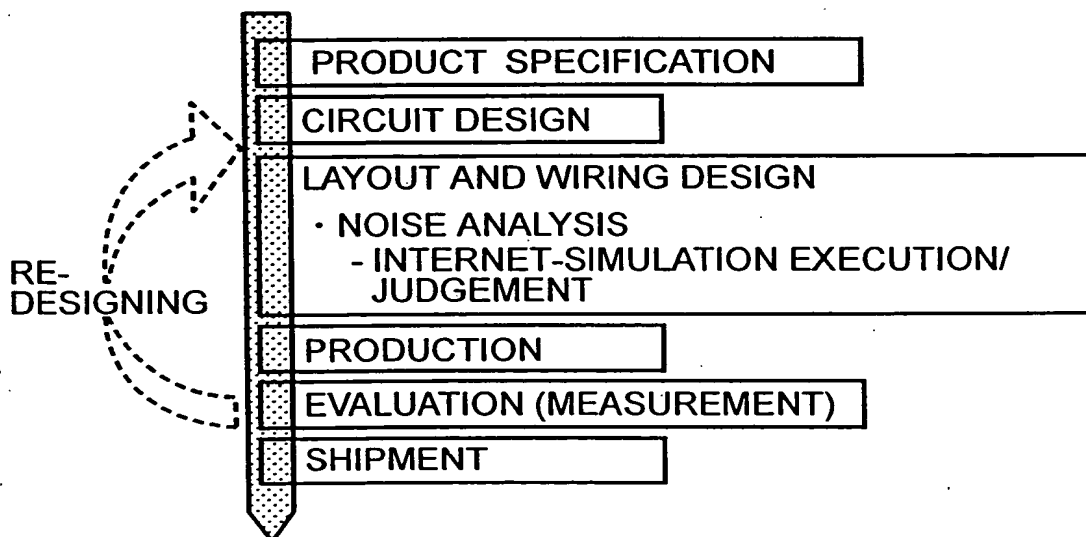 PRODUCT SPECIFICATION
CIRCUIT DESIGN
LAYOUT AND WIRING DESIGN
· NOISE ANALYSIS
- INTERNET-SIMULATION EXECUTION/
JUDGEMENT
RE-
DESIGNING
PRODUCTION
EVALUATION (MEASUREMENT)
SHIPMENT